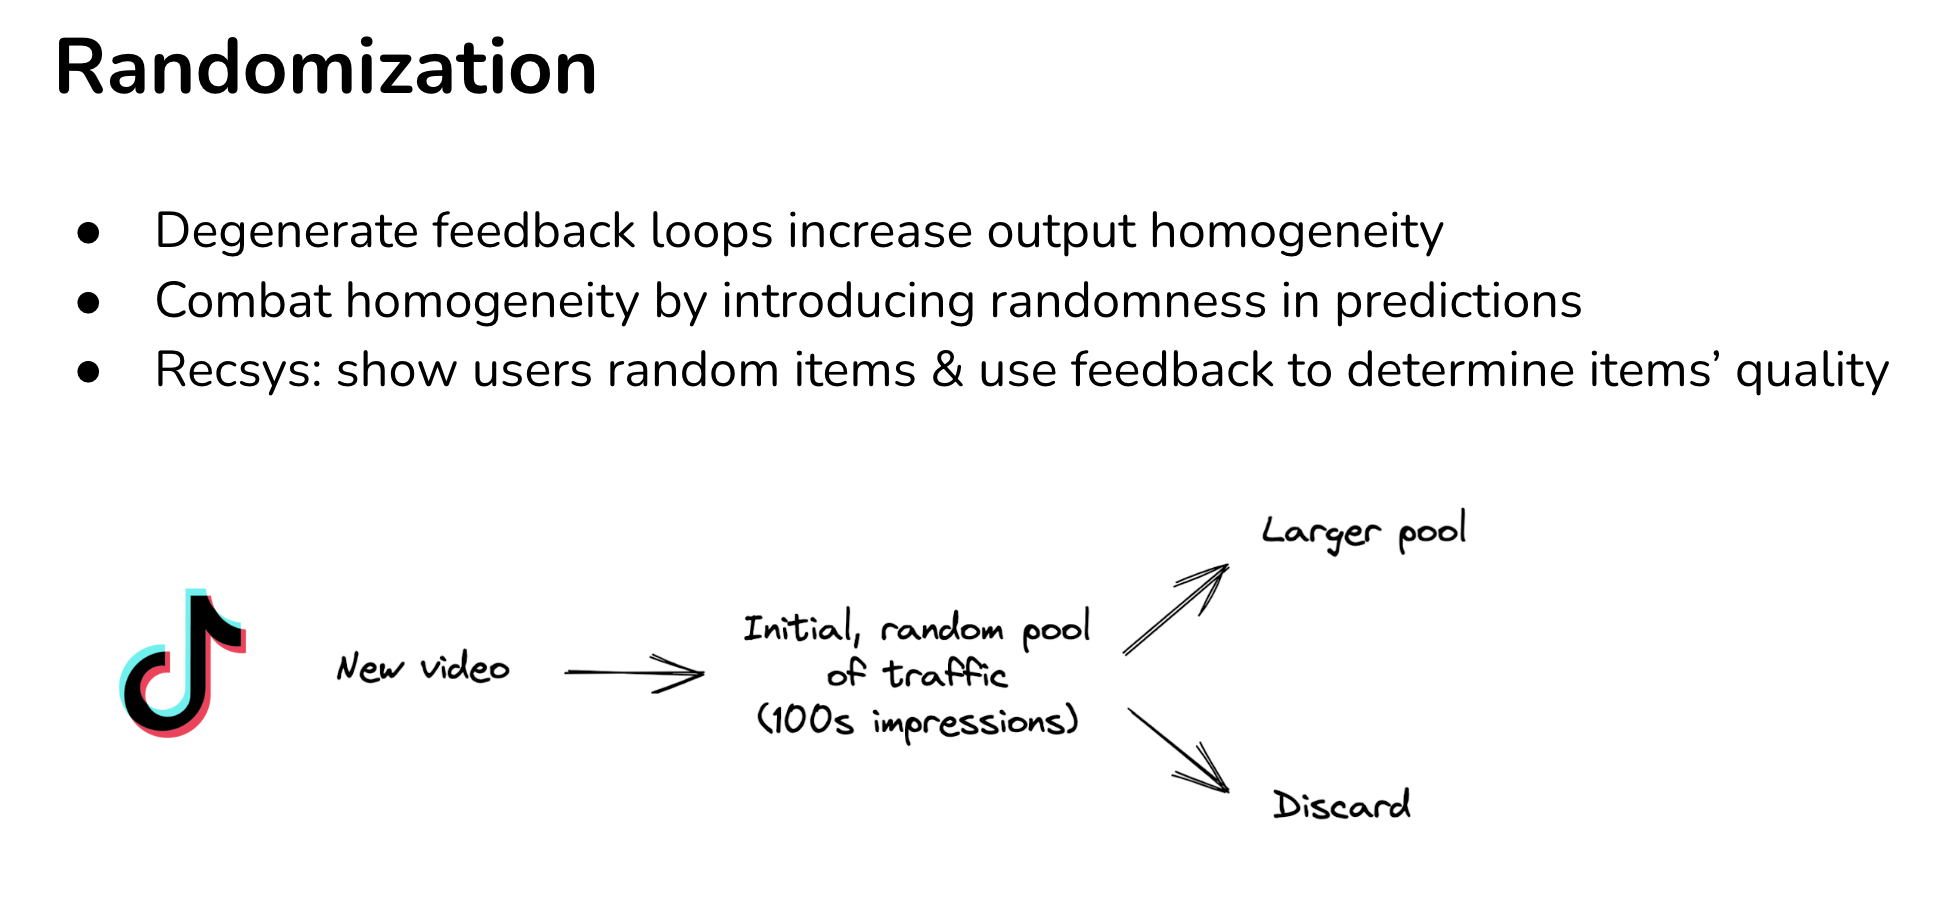 Randomization
● Degenerate feedback loops increase output homogeneity
● Combat homogeneity by introducing randomness in predictions
● Recsys: show users random items & use feedback to determine items’ quality
Larger pool
New video
Initial, random pool
of traffic
(100s impressions)
Discard